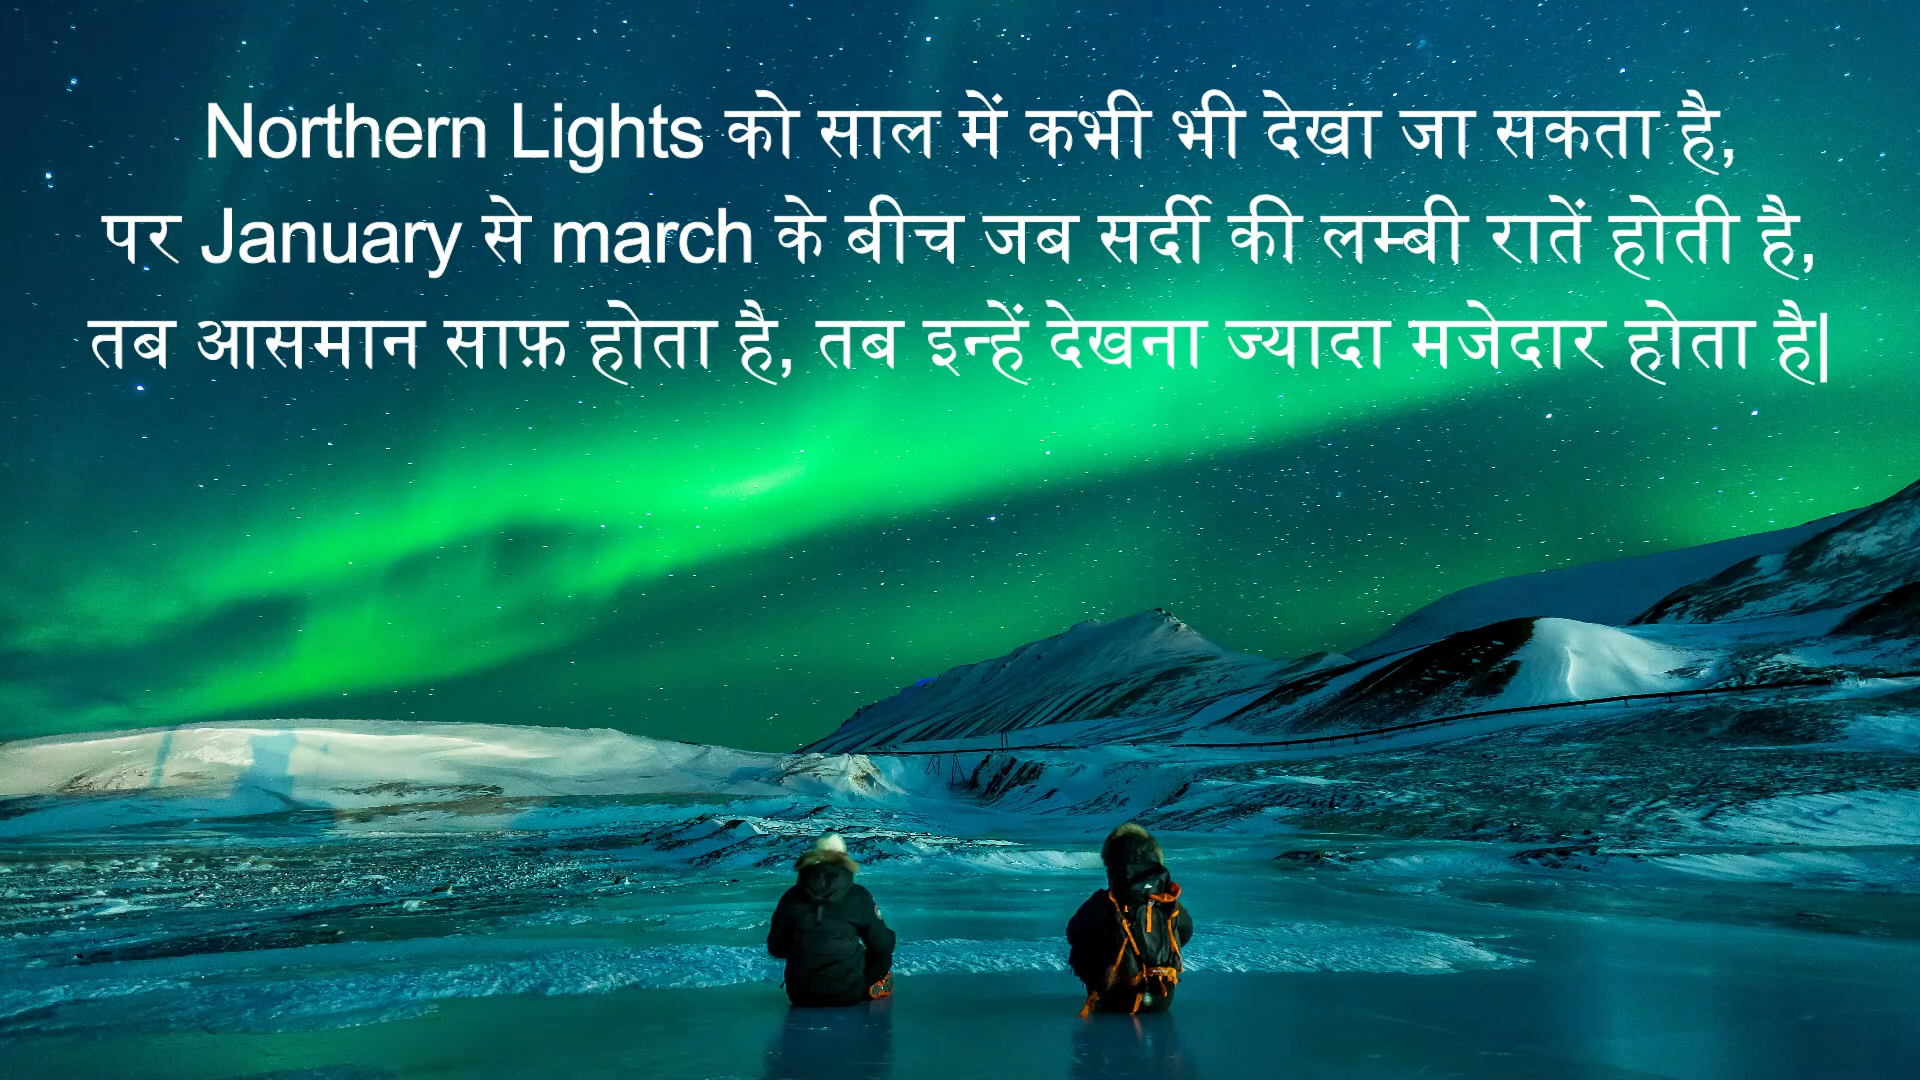 Northern Lights को साल में कभी भी देखा जा सकता है,
पर January से march के बीच जब सर्दी की लम्बी रातें होती है,
तब आसमान साफ़ होता है, तब इन्हें देखना ज्यादा मजेदार होता है|